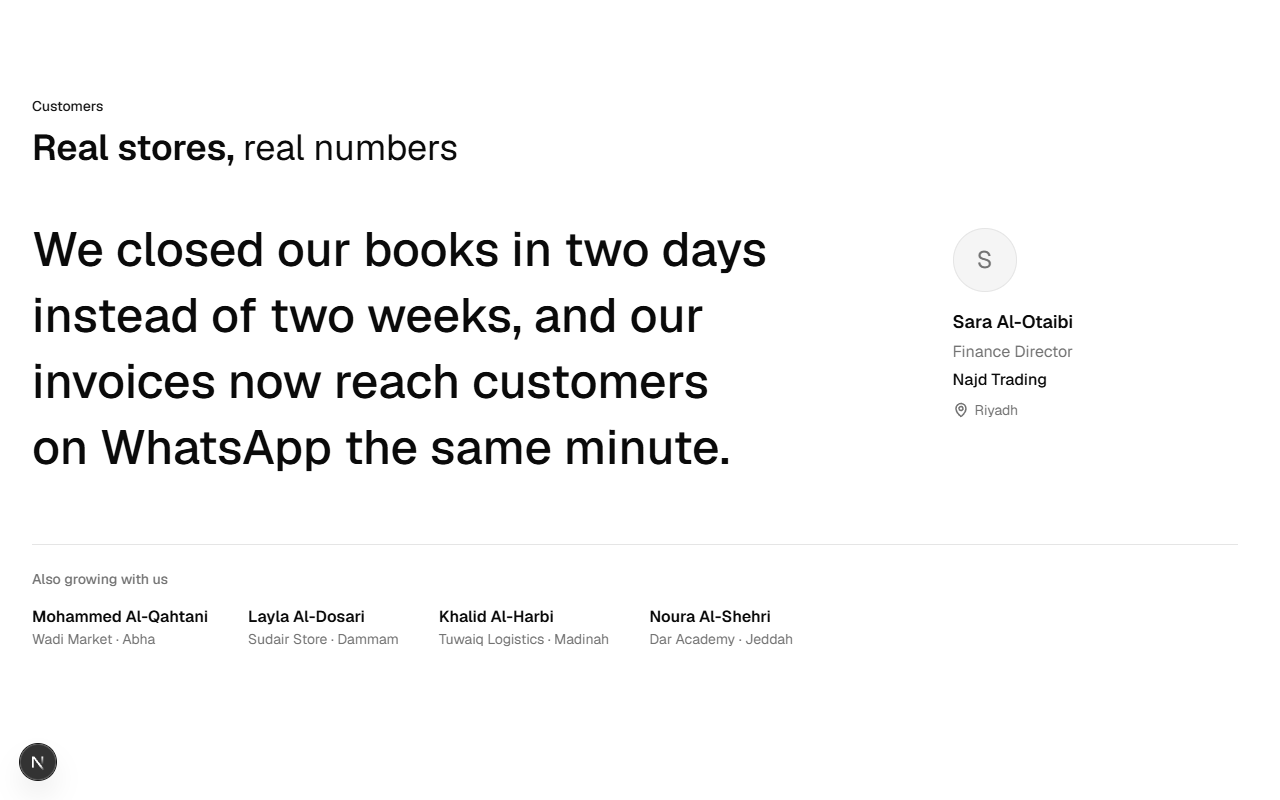 Customers
Real stores, real numbers
We closed our books in two days
instead of two weeks, and our
invoices now reach customers
on WhatsApp the same minute.
S
Sara Al-Otaibi
Finance Director
Najd Trading
Riyadh
Also growing with us
Mohammed Al-Qahtani
Wadi Market · Abha
Layla Al-Dosari
Sudair Store · Dammam
Khalid Al-Harbi
Tuwaiq Logistics · Madinah
Noura Al-Shehri
Dar Academy · Jeddah
N